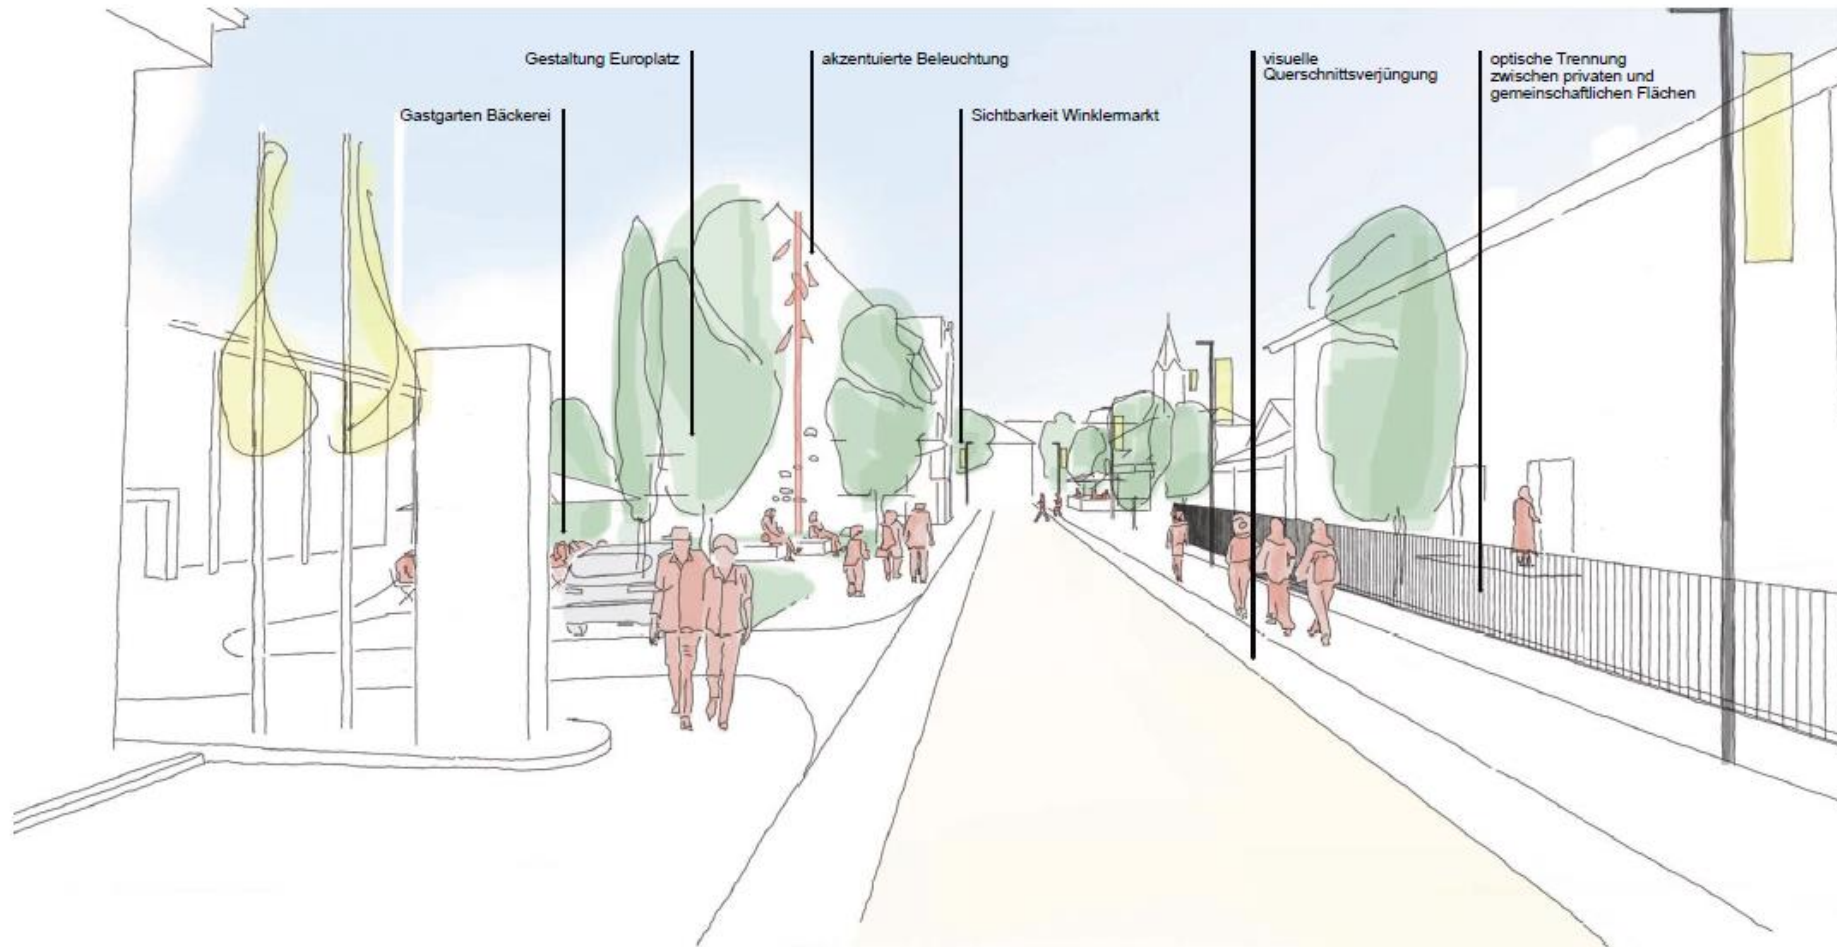 Gestaltung Europlatz
akzentuierte Beleuchtung
visuelle
Querschnittsverjüngung
optische Trennung
zwischen privaten und
gemeinschaftlichen Flächen
Gastgarten Bäckerei
Sichtbarkeit Winklermarkt